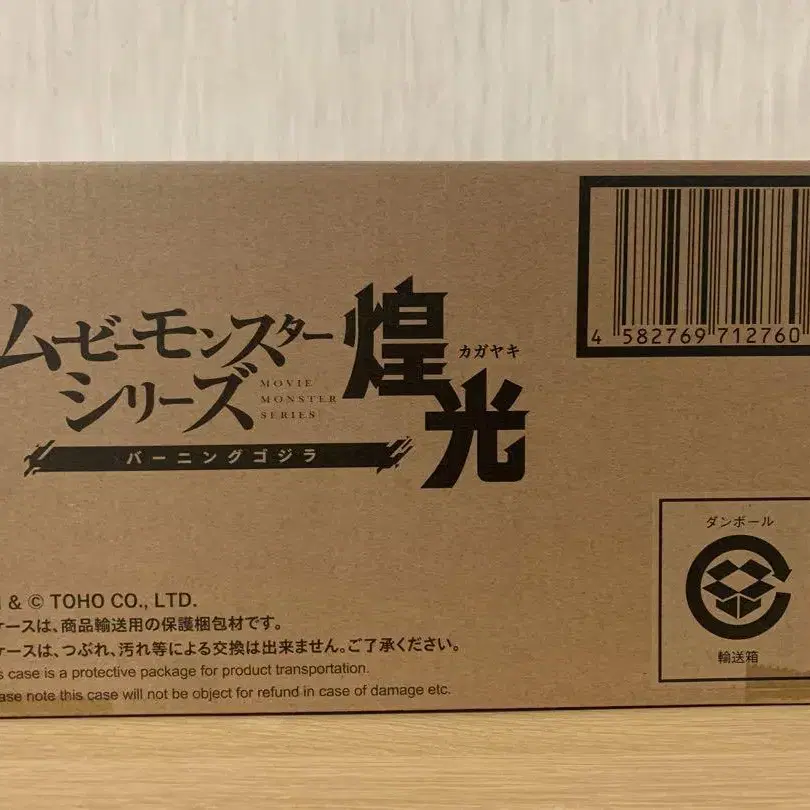 ムービーモンスター
シリーズ
MOVIE
MONSTER
SERIES
煌光
カガヤキ
バーニングゴジラ
4 582769 712760
ダンボール
輸送箱
& © TOHO CO., LTD.
ケースは、商品輸送用の保護梱包材です。
ケースは、つぶれ、汚れ等による交換は出来ません。ご了承ください。
case is a protective package for product transportation.
note this case will not be object for refund in case of damage etc.